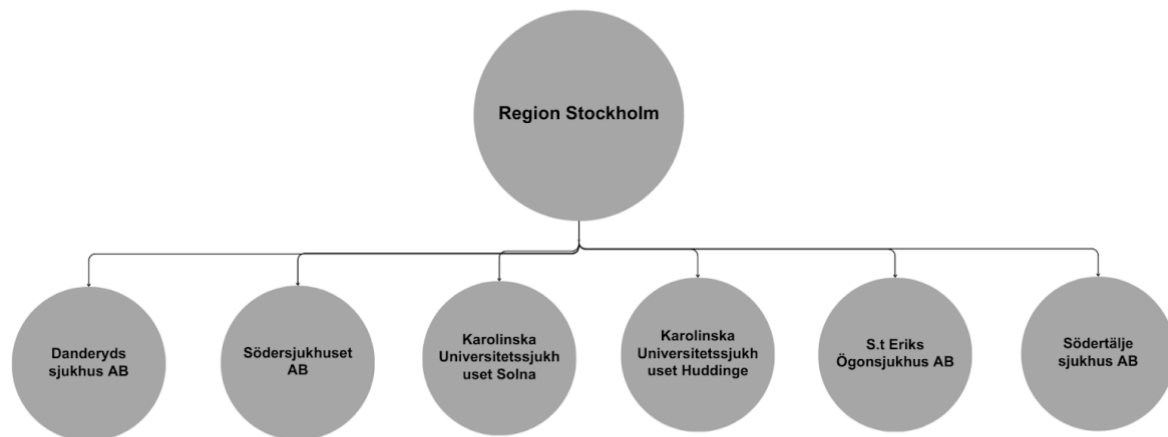 Region Stockholm
Danderyds
sjukhus AB
Södersjukhuset
AB
Karolinska
Universitetssjukh
uset Solna
Karolinska
Universitetssjukh
uset Huddinge
S.t Eriks
Ögonsjukhus AB
Södertälje
sjukhus AB